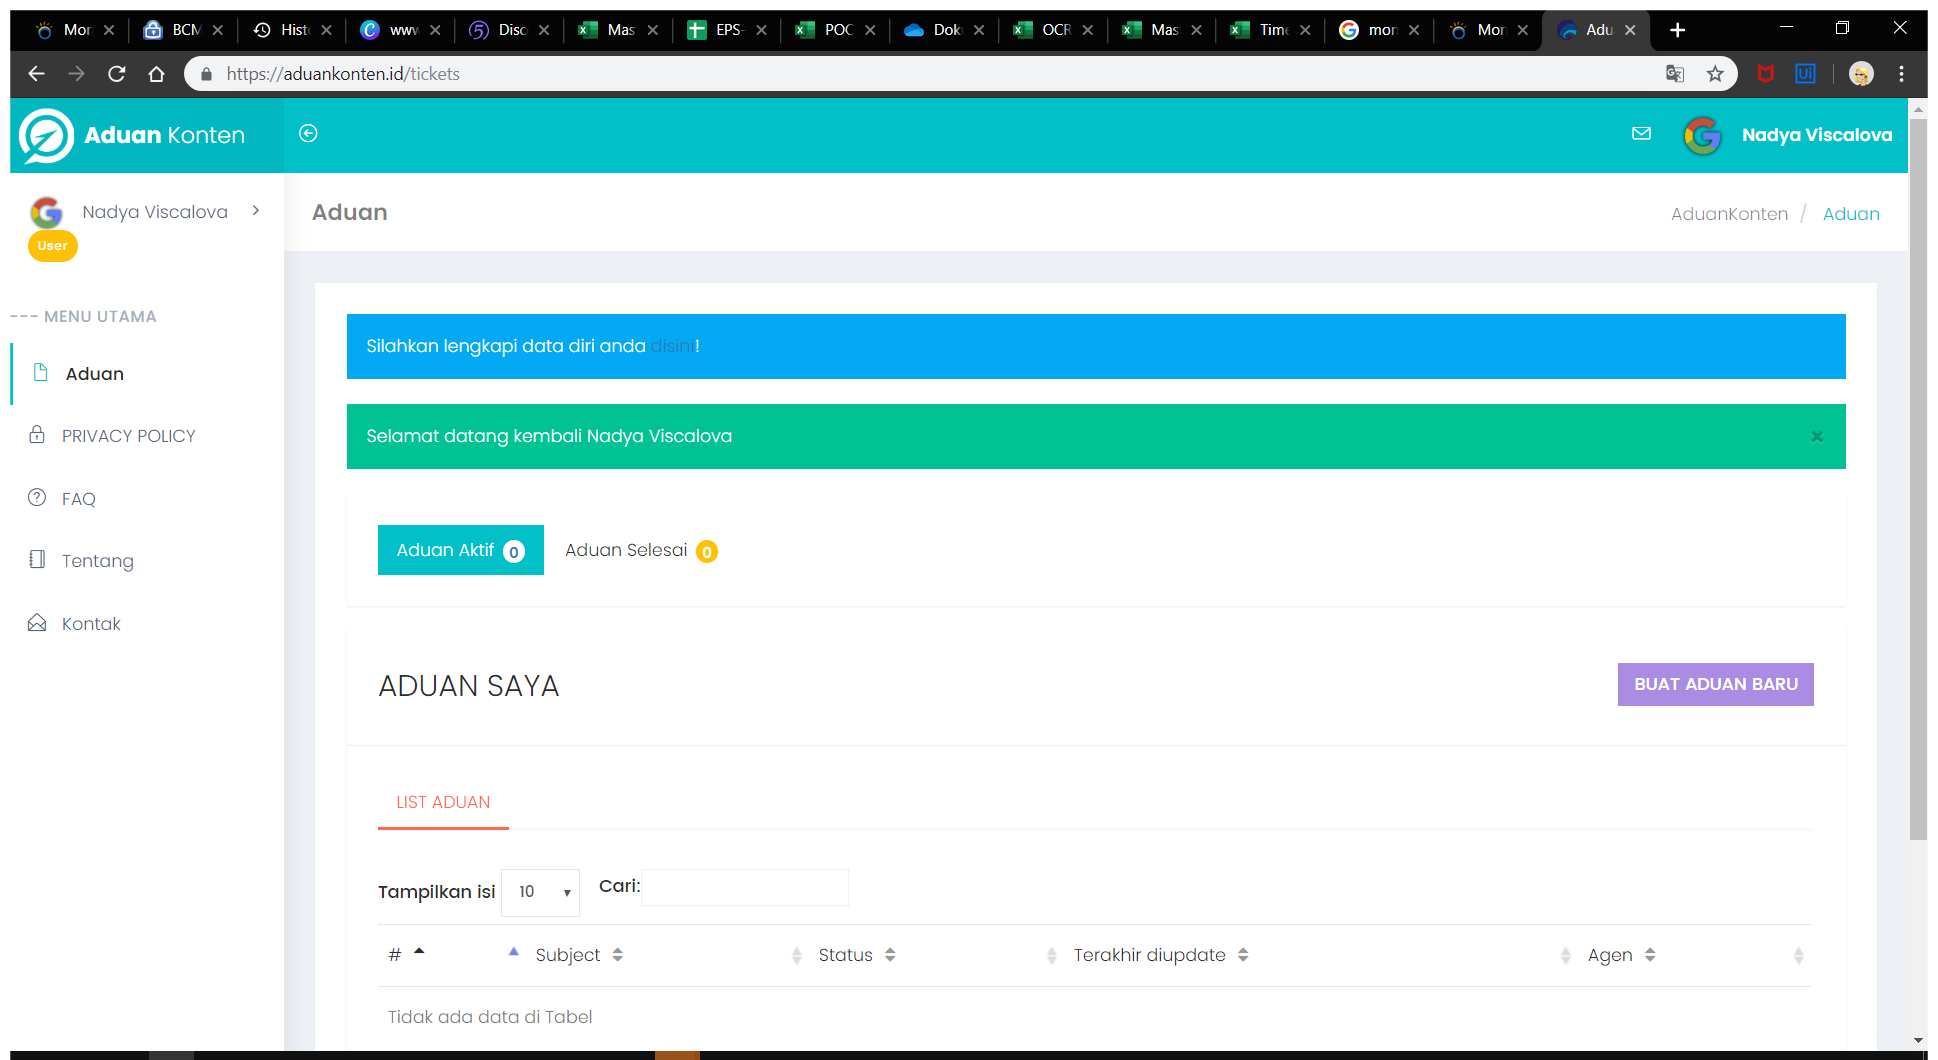 Mor
BCM
Hist
www
Disc
Mas
EPS-
POC
Dok
OCR
Mas
Time
mon
Mor
Adu
https://aduankonten.id/tickets
Ui
Aduan Konten
Nadya Viscalova
Nadya Viscalova
User
Aduan
AduanKonten / Aduan
--- MENU UTAMA
Aduan
PRIVACY POLICY
FAQ
Tentang
Kontak
Silahkan lengkapi data diri anda disini!
Selamat datang kembali Nadya Viscalova
Aduan Aktif 0
Aduan Selesai 0
ADUAN SAYA
BUAT ADUAN BARU
LIST ADUAN
Tampilkan isi 10 Cari:
# Subject Status Terakhir diupdate Agen
Tidak ada data di Tabel